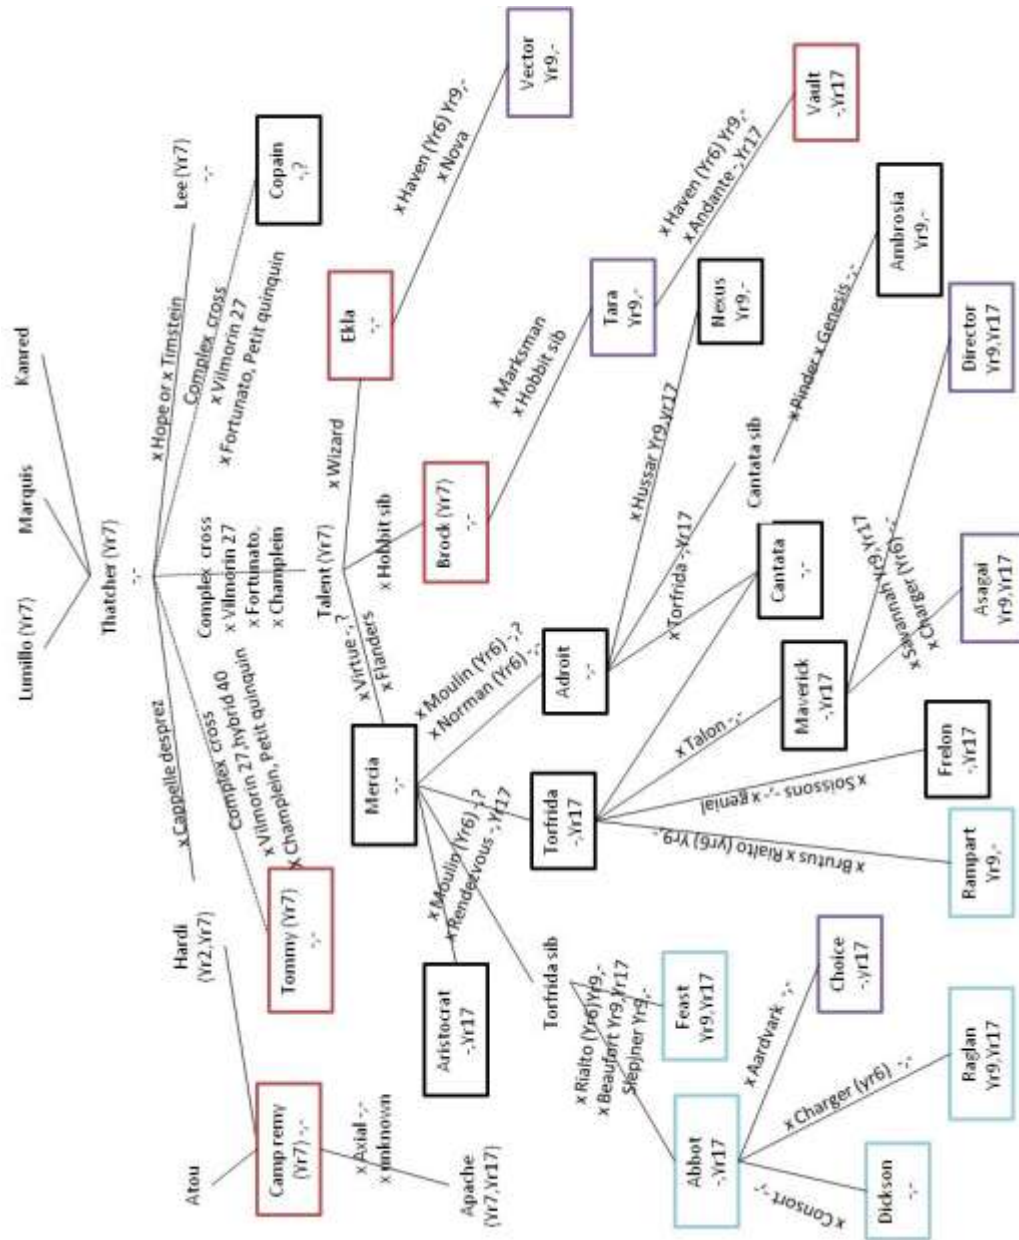 Kanred
Marquis
Lumillo (Yr7)
Thatcher (Yr7)
-,-
x Hope or x Timstein
Lee (Yr7)
-,-
Complex cross
x Vilmorin 27
x Fortunato, Petit quinquin
Copain
-,?
Complex cross
x Vilmorin 27
x Fortunato,
x Champlein
Talent (Yr7)
x Cappelle desprez
Hardi
(Yr2,Yr7)
Complex cross
x Vilmorin 27,hybrid 40
x Champlein, Petit quinquin
Tommy (Yr7)
-,-
Atou
Camp remy
(Yr7) -,-
x Axial -,-
x unknown
Apache
(Yr7,Yr17)
x Wizard
Ekla
-,-
x Haven (Yr6) Yr9,-
x Nova
Vector
Yr9,-
x Hobbit sib
Brock (Yr7)
-,-
x Marksman
x Hobbit sib
Tara
Yr9,-
x Haven (Yr6) Yr9,-
x Andante -,Yr17
Vault
-,Yr17
x Virtue -,?
x Flanders
Mercia
-,-
x Moulin (Yr6) -,?
x Norman (Yr6) -,-
Adroit
-,-
x Hussar Yr9,Yr17
Nexus
Yr9,-
x Torfrida -,Yr17
Cantata sib
Cantata
-,-
x Pinder x Genesis -,-
Ambrosia
Yr9,-
x Moulin (Yr6) -,?
x Rendezvous -,Yr17
Aristocrat
-,Yr17
Torfrida
-,Yr17
x Talon -,-
Maverick
-,Yr17
x Savannah Yr9,Yr17
x Charger (Yr6) -,-
Director
Yr9,Yr17
Asagai
Yr9,Yr17
x Soissons -,- x genial
Frelon
-,Yr17
x Brutus x Rialto (yr6) Yr9,-
Rampart
Yr9,-
Torfrida sib
x Rialto (Yr6)Yr9,-
x Beaufort Yr9,Yr17
Slepjner Yr9,-
Feast
Yr9,Yr17
Abbot
-,Yr17
x Aardvark -,-
Choice
-,yr17
x Charger (yr6) -,-
Raglan
Yr9,Yr17
x Consort -,-
Dickson
-,-